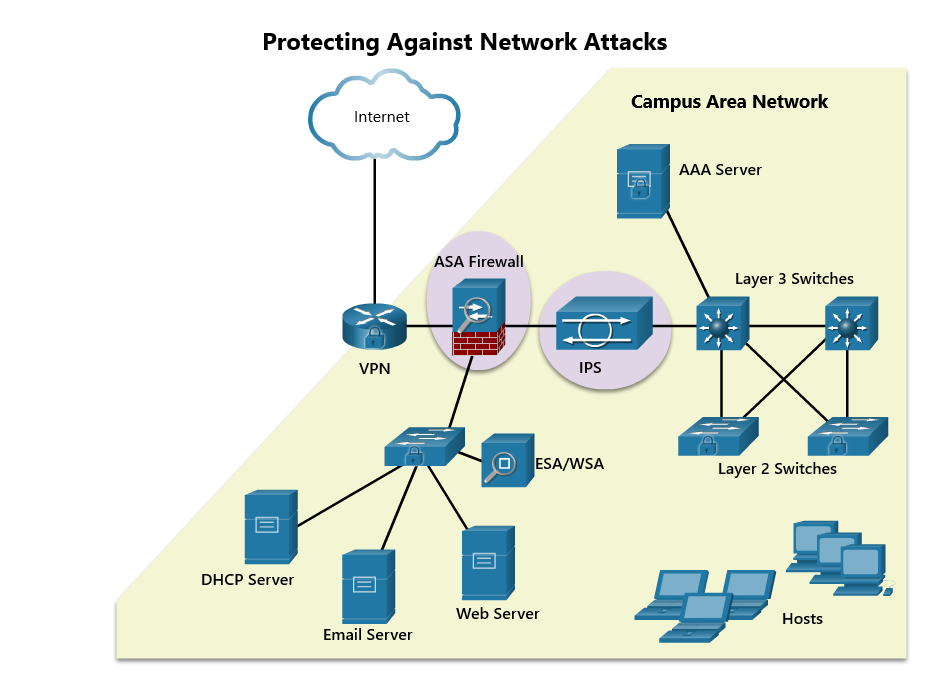 Protecting Against Network Attacks
Internet
Campus Area Network
AAA Server
ASA Firewall
Layer 3 Switches
VPN
IPS
ESA/WSA
Layer 2 Switches
DHCP Server
Web Server
Hosts
Email Server